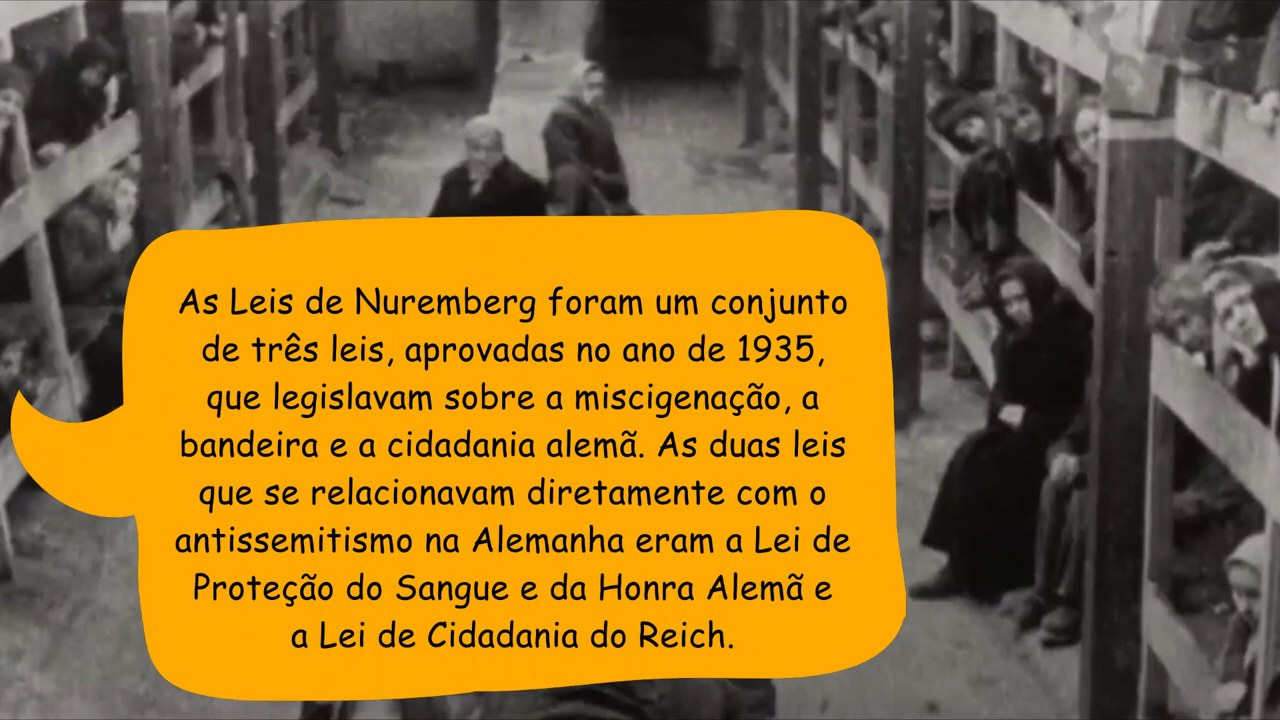 As Leis de Nuremberg foram um conjunto
de três leis, aprovadas no ano de 1935,
que legislavam sobre a miscigenação, a
bandeira e a cidadania alemã. As duas leis
que se relacionavam diretamente com o
antissemitismo na Alemanha eram a Lei de
Proteção do Sangue e da Honra Alemã e
a Lei de Cidadania do Reich.